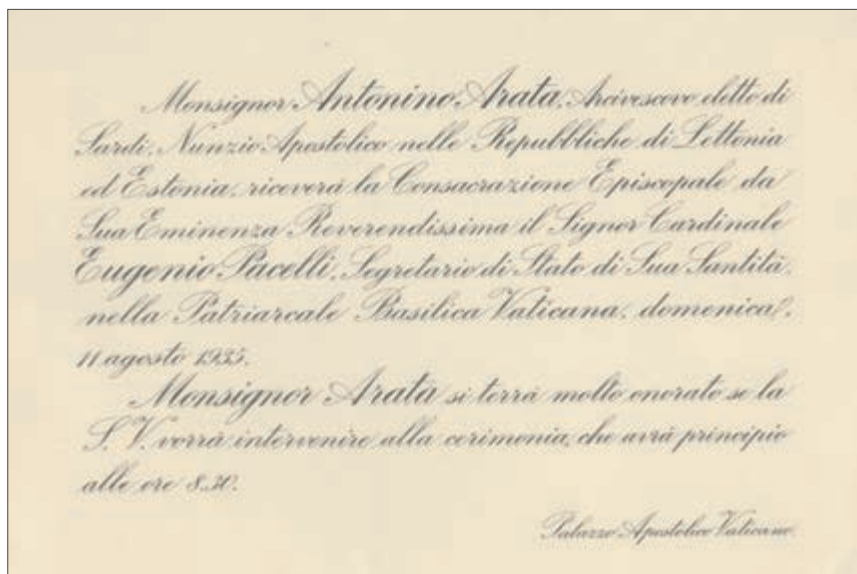 Monsignor Antonino Arata, Arcivescovo eletto di
Sardi, Nunzio Apostolico nelle Repubbliche di Lettonia
ed Estonia, riceverà la Consacrazione Episcopale da
Sua Eminenza Reverendissima il Signor Cardinale
Eugenio Pacelli, Segretario di Stato di Sua Santità,
nella Patriarcale Basilica Vaticana, domenica,
11 agosto 1935.
Monsignor Arata si terrà molto onorato se la
S. V. vorrà intervenire alla cerimonia, che avrà principio
alle ore 8.30.
Palazzo Apostolico Vaticano